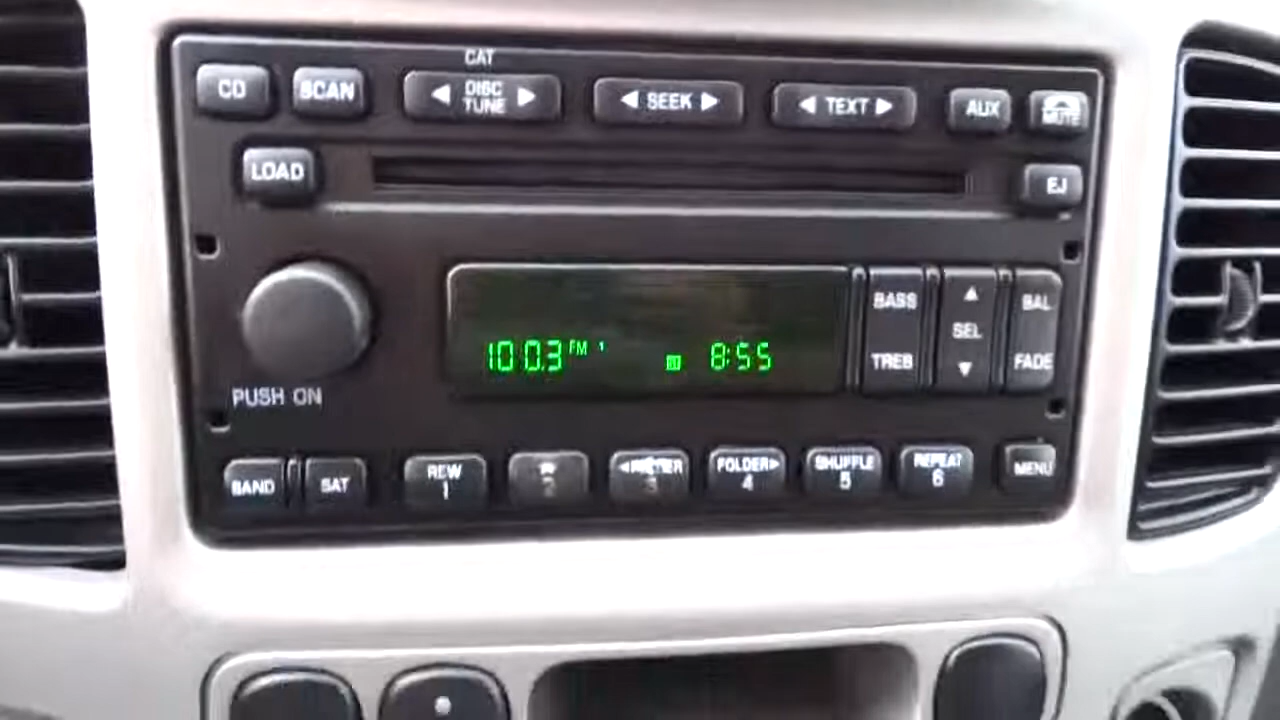 CAT
CD SCAN DISC TUNE SEEK TEXT AUX MUTE
LOAD EJ
BASS SEL BAL
100.3 FM 1 8:55 TREB FADE
PUSH ON
BAND SAT REW FOLDER SHUFFLE REPEAT MENU
1 2 3 4 5 6